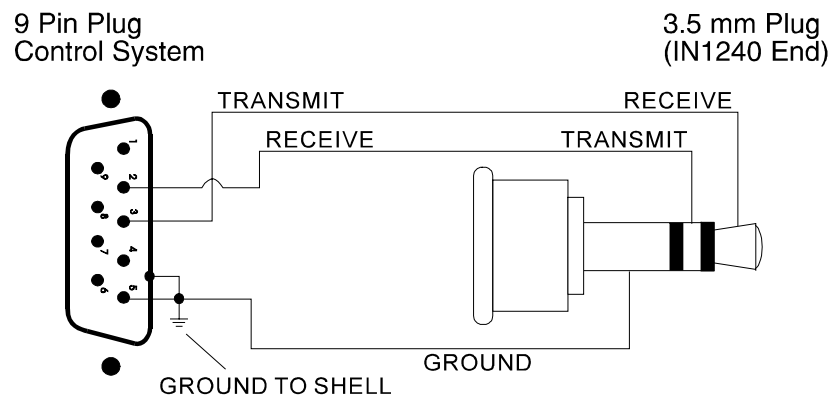 9 Pin Plug
Control System
3.5 mm Plug
(IN1240 End)
TRANSMIT
RECEIVE
RECEIVE
TRANSMIT
1
2
3
4
5
9
8
7
6
GROUND
GROUND TO SHELL